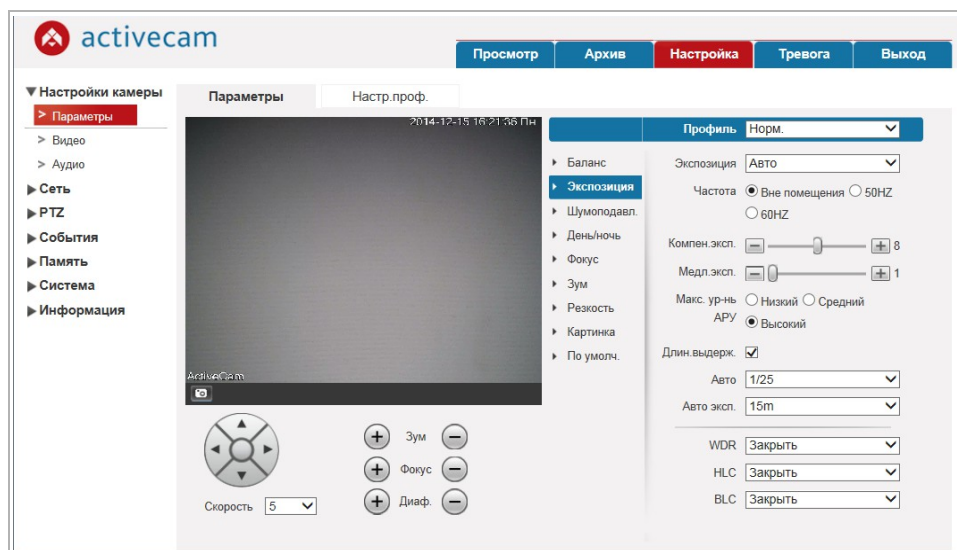 activecam
Просмотр Архив Настройка Тревога Выход
Настройки камеры
> Параметры
> Видео
> Аудио
Сеть
PTZ
События
Память
Система
Информация
Параметры Настр.проф.
2014-12-15 16:21:36 Пн
ActiveCam
Скорость 5
Зум
Фокус
Диаф.
Баланс
Экспозиция
Шумоподавл.
День/ночь
Фокус
Зум
Резкость
Картинка
По умолч.
Профиль Норм.
Экспозиция Авто
Частота Вне помещения 50HZ
60HZ
Компен.эксп. 8
Медл.эксп. 1
Макс. ур-нь Низкий Средний
АРУ Высокий
Длин.выдерж.
Авто 1/25
Авто эксп. 15m
WDR Закрыть
HLC Закрыть
BLC Закрыть